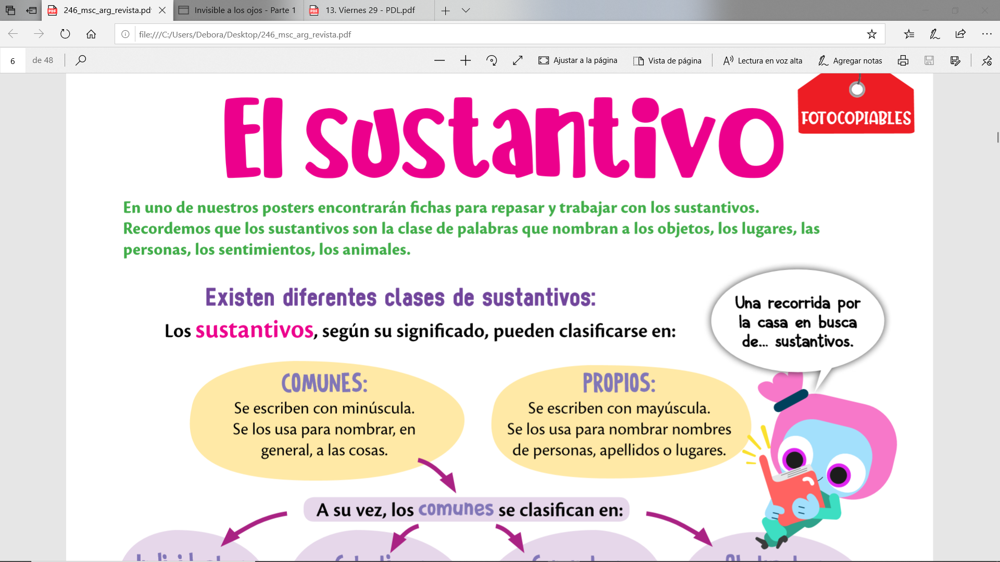 246_msc_arg_revista.pdf
Invisible a los ojos - Parte 1
13. Viernes 29 - PDL.pdf
file:///C:/Users/Debora/Desktop/246_msc_arg_revista.pdf
6 de 48
Ajustar a la página
Vista de página
Lectura en voz alta
Agregar notas
El sustantivo
FOTOCOPIABLES
En uno de nuestros posters encontrarán fichas para repasar y trabajar con los sustantivos.
Recordemos que los sustantivos son la clase de palabras que nombran a los objetos, los lugares, las
personas, los sentimientos, los animales.
Existen diferentes clases de sustantivos:
Los sustantivos, según su significado, pueden clasificarse en:
Una recorrida por
la casa en busca
de... sustantivos.
COMUNES:
Se escriben con minúscula.
Se los usa para nombrar, en
general, a las cosas.
PROPIOS:
Se escriben con mayúscula.
Se los usa para nombrar nombres
de personas, apellidos o lugares.
A su vez, los comunes se clasifican en: